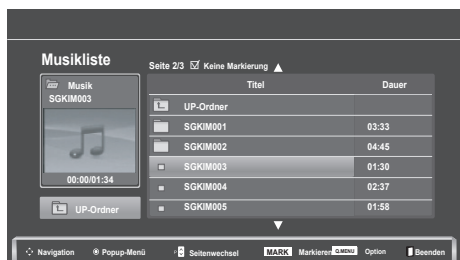 Musikliste
Seite 2/3 ☑ Keine Markierung
Musik
SGKIM003
00:00/01:34
UP-Ordner
Titel Dauer
UP-Ordner
SGKIM001 03:33
SGKIM002 04:45
SGKIM003 01:30
SGKIM004 02:37
SGKIM005 01:58
Navigation Popup-Menü Seitenwechsel MARK Markieren Q.MENU Option Beenden